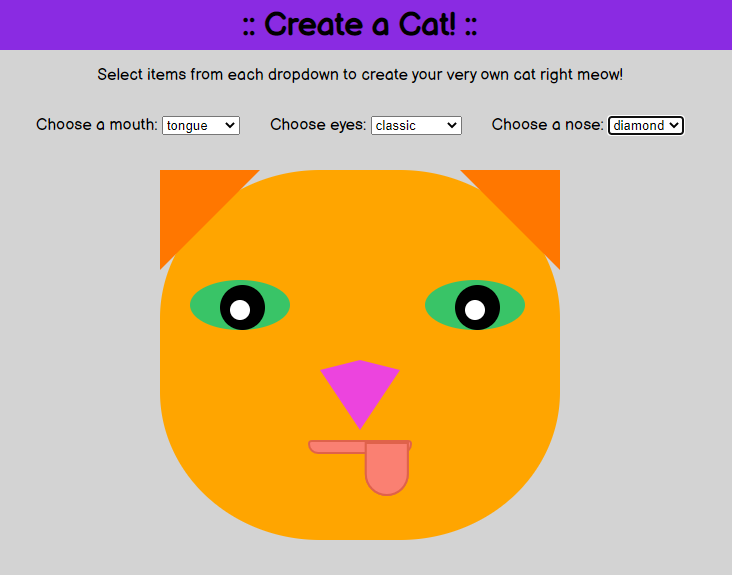 :: Create a Cat! ::
Select items from each dropdown to create your very own cat right meow!
Choose a mouth: tongue Choose eyes: classic Choose a nose: diamond